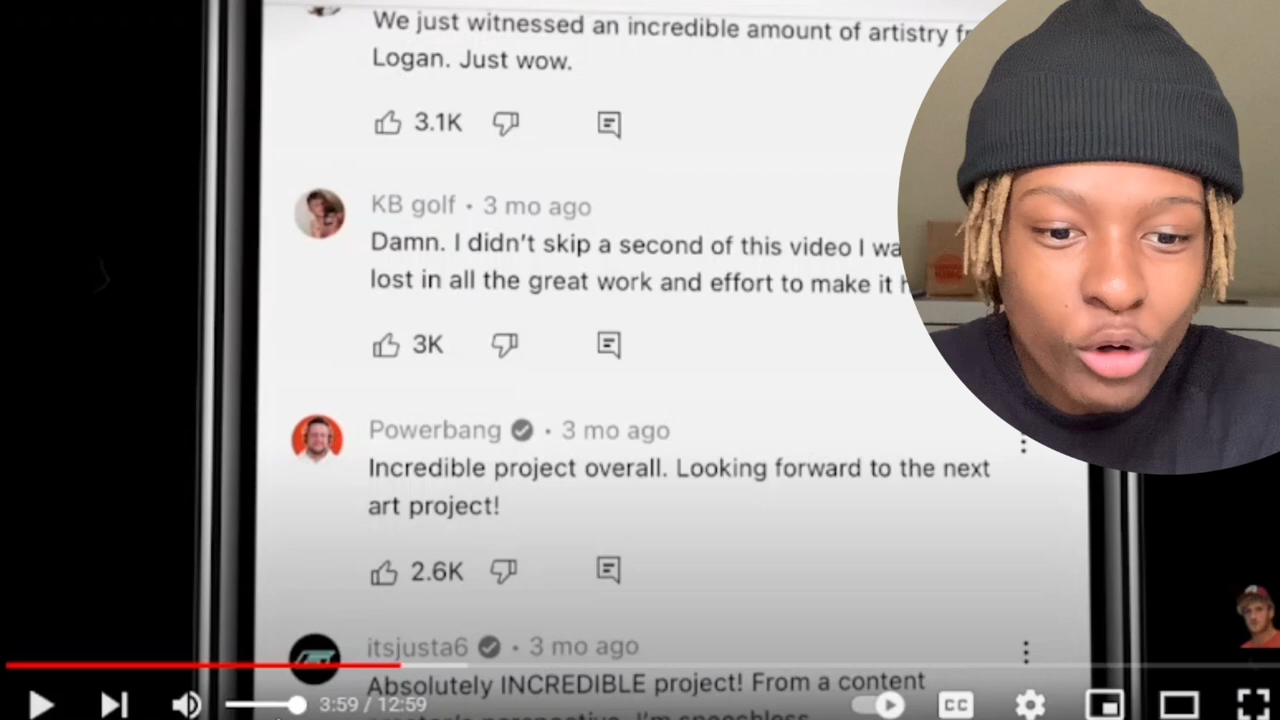 We just witnessed an incredible amount of artistry
Logan. Just wow.
3.1K
KB golf • 3 mo ago
Damn. I didn't skip a second of this video I
lost in all the great work and effort to make it
3K
Powerbang • 3 mo ago
Incredible project overall. Looking forward to the next
art project!
2.6K
itsjusta6 • 3 mo ago
Absolutely INCREDIBLE project! From a content
perspective, I'm speechless
3:59 / 12:59
CC